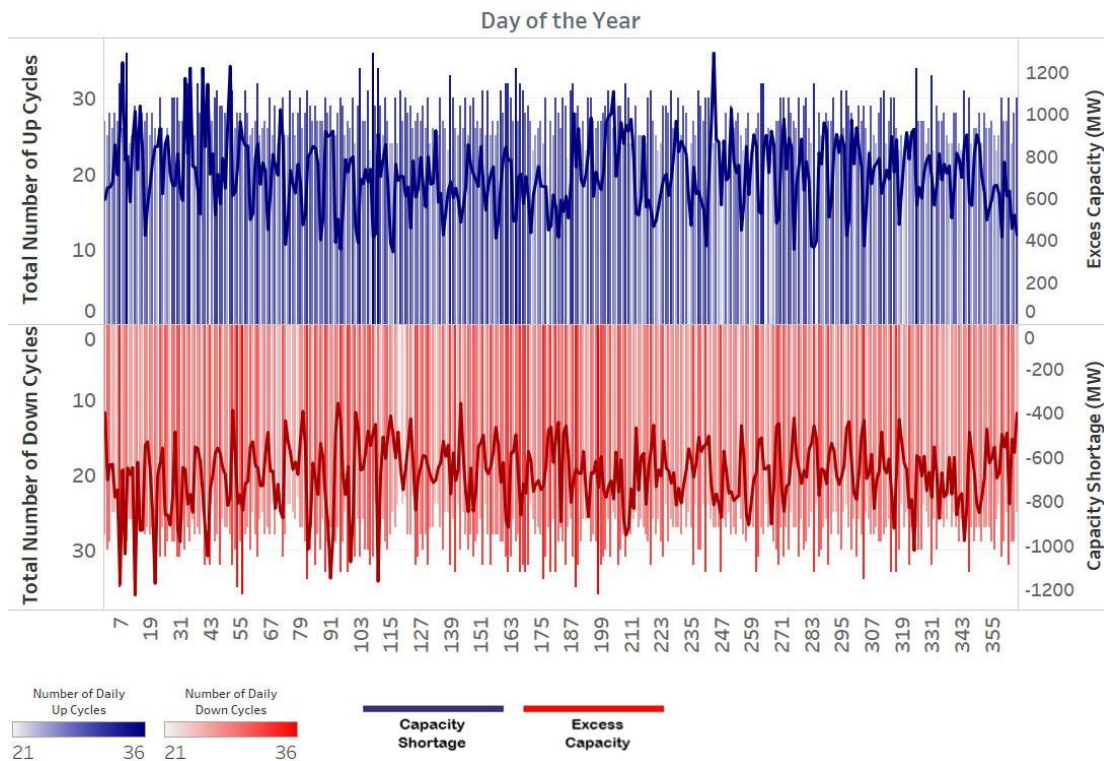 Day of the Year
Total Number of Up Cycles
30
20
10
0
1200
1000
800
600
400
200
0
Exces Capacity (MW)
Total Number of Down Cycles
0
10
20
30
0
-200
-400
-600
-800
-1000
-1200
Capacity Shortage (MW)
7 19 31 43 55 67 79 91 103 115 127 139 151 163 175 187 199 211 223 235 247 259 271 283 295 307 319 331 343 355
Number of Daily
Up Cycles
21 36
Number of Daily
Down Cycles
21 36
Capacity
Shortage
Excess
Capacity